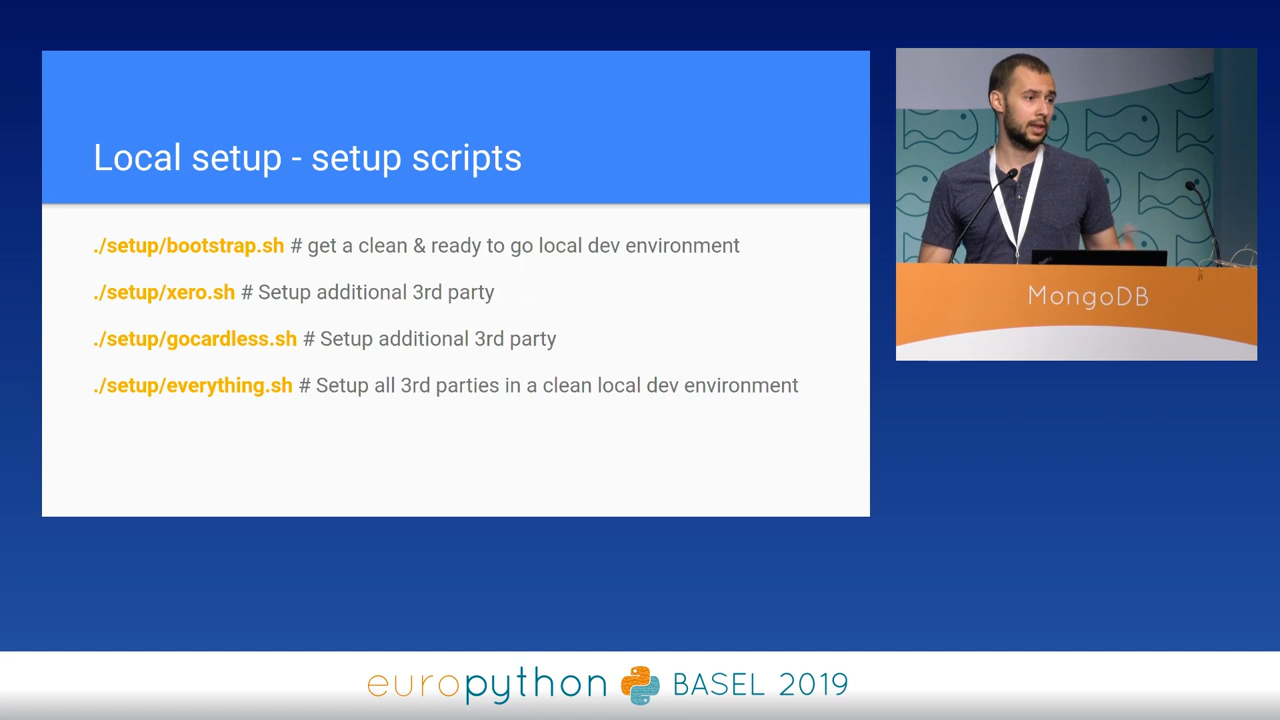 Local setup - setup scripts
./setup/bootstrap.sh # get a clean & ready to go local dev environment
./setup/xero.sh # Setup additional 3rd party
./setup/gocardless.sh # Setup additional 3rd party
./setup/everything.sh # Setup all 3rd parties in a clean local dev environment
MongoDB
europython BASEL 2019